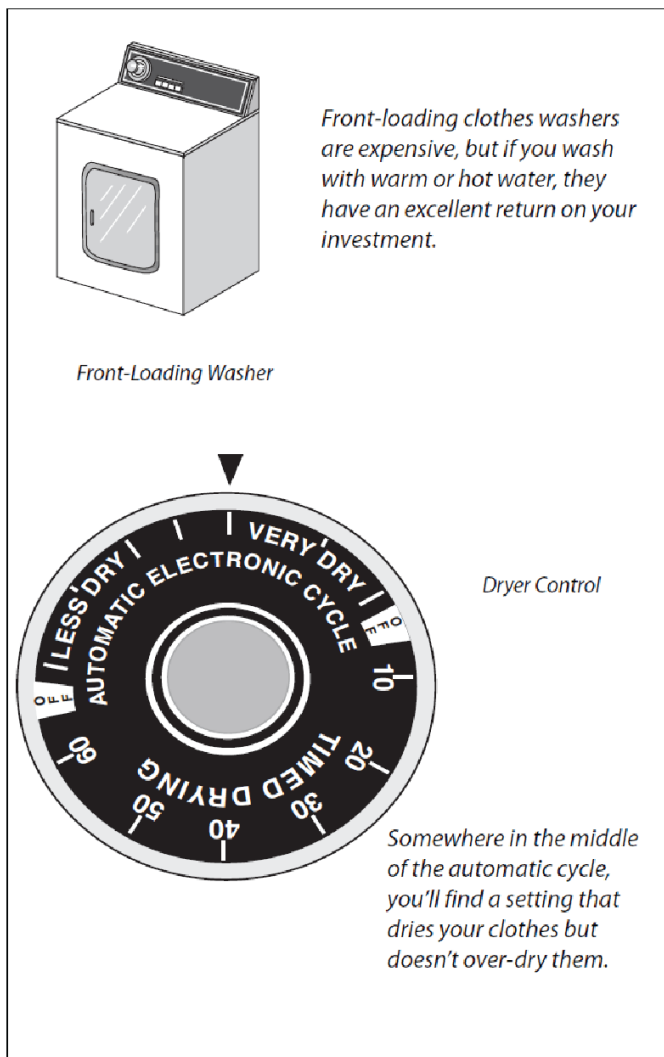 Front-loading clothes washers
are expensive, but if you wash
with warm or hot water, they
have an excellent return on your
investment.
Front-Loading Washer
Dryer Control
VERY DRY
LESS DRY
AUTOMATIC ELECTRONIC CYCLE
OFF
OFF
10
20
30
40
50
60
TIMED DRYING
Somewhere in the middle
of the automatic cycle,
you'll find a setting that
dries your clothes but
doesn't over-dry them.